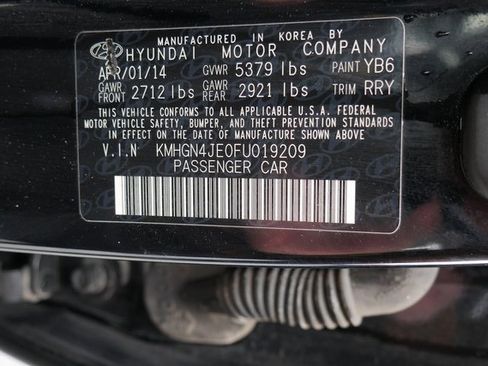 MANUFACTURED IN KOREA BY
HYUNDAI MOTOR COMPANY
APR/01/14 GVWR 5379 lbs PAINT YB6
GAWR FRONT 2712 lbs GAWR REAR 2921 lbs TRIM RRY
THIS VEHICLE CONFORMS TO ALL APPLICABLE U.S.A. FEDERAL
MOTOR VEHICLE SAFETY, BUMPER, AND THEFT PREVENTION STANDARDS
IN EFFECT ON THE DATE OF MANUFACTURE SHOWN ABOVE.
V.I.N KMHGN4JE0FU019209
PASSENGER CAR